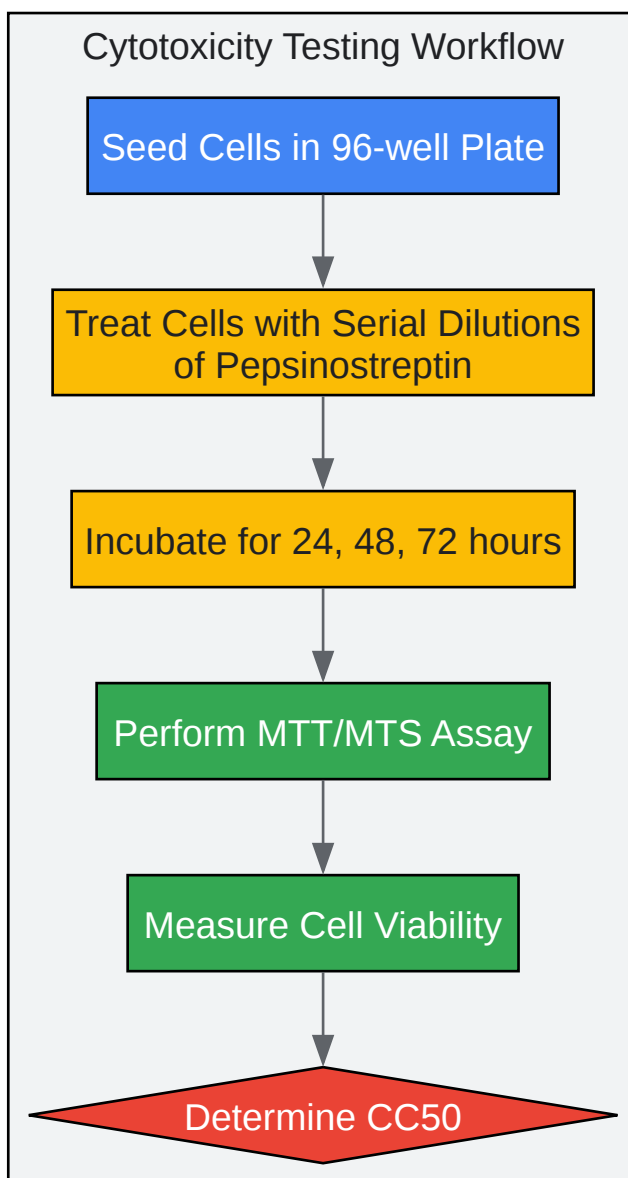 Cytotoxicity Testing Workflow
Seed Cells in 96-well Plate
Treat Cells with Serial Dilutions
of Pepsinostreptin
Incubate for 24, 48, 72 hours
Perform MTT/MTS Assay
Measure Cell Viability
Determine CC50